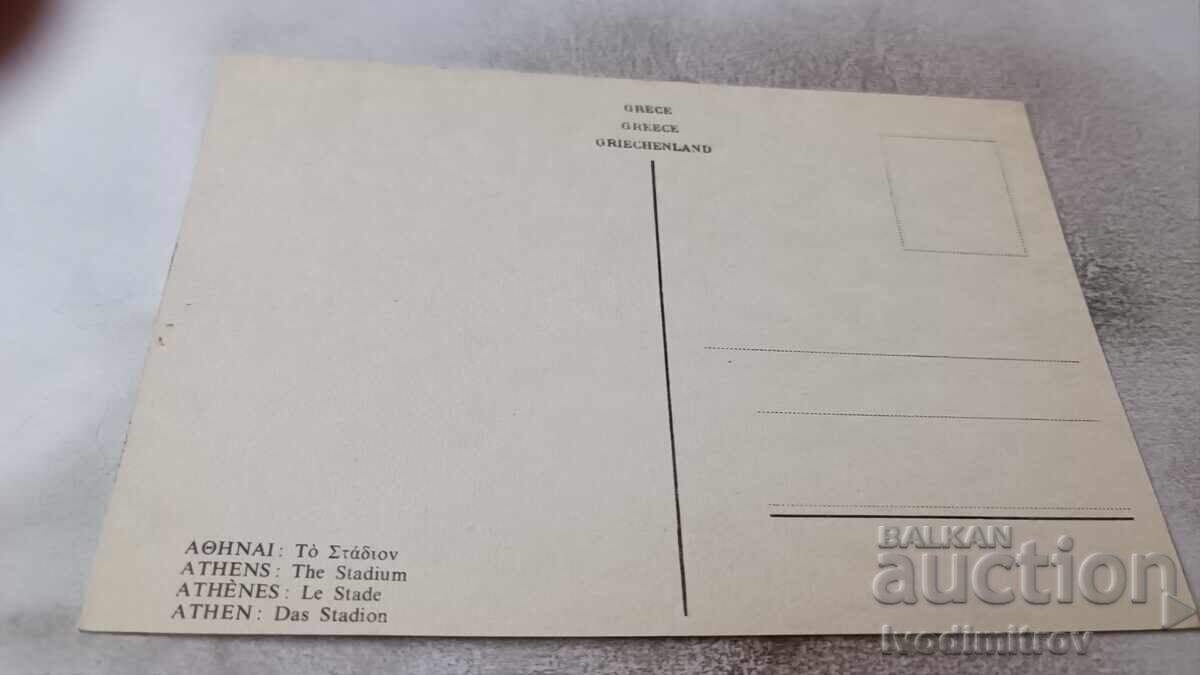 GRECE
GREECE
GRIECHENLAND
ΑΘΗΝΑΙ: Τὸ Στάδιον
ATHENS: The Stadium
ATHÈNES: Le Stade
ATHEN: Das Stadion
BALKAN
auction
Ivodimitrov